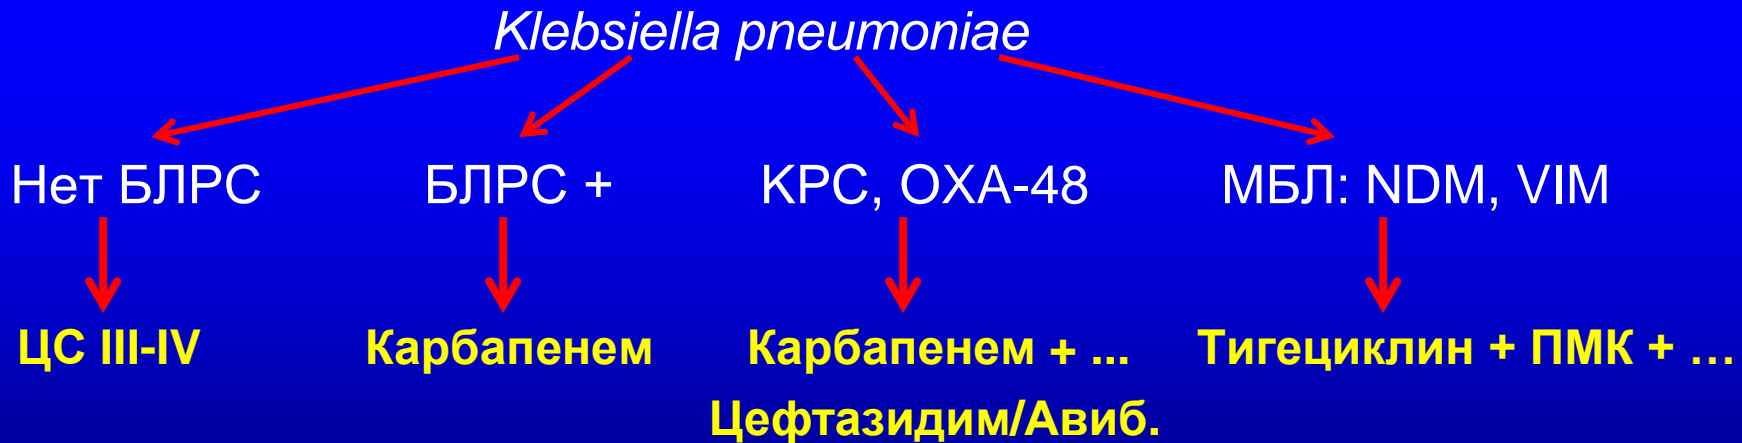 Klebsiella pneumoniae
Нет БЛРС БЛРС + KPC, OXA-48 МБЛ: NDM, VIM
ЦС III-IV Карбапенем Карбапенем + ... Тигециклин + ПМК + ...
Цефтазидим/Авиб.